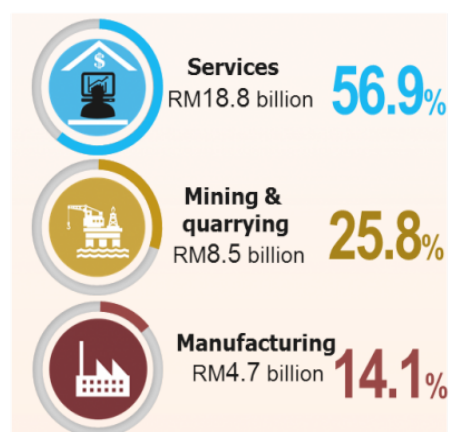 $
Services
RM18.8 billion
56.9%
Mining &
quarrying
RM8.5 billion
25.8%
Manufacturing
RM4.7 billion
14.1%